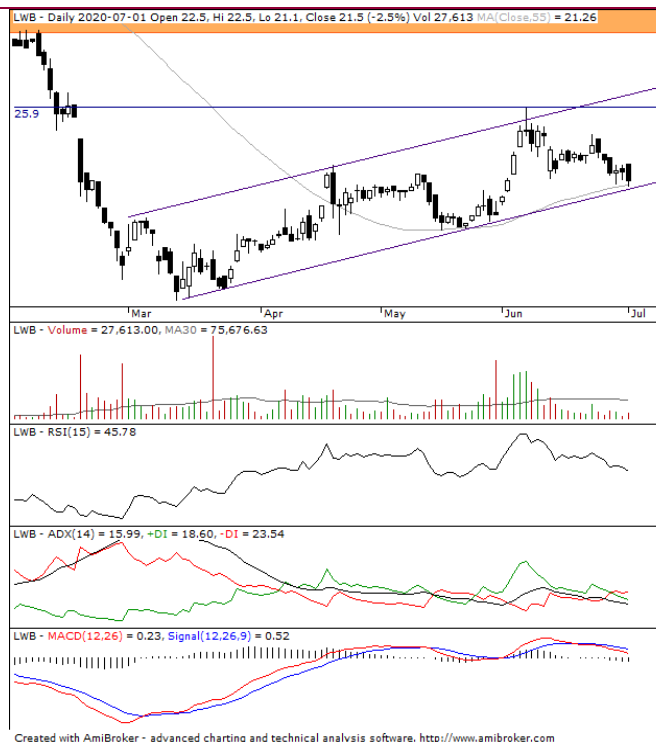 LWB - Daily 2020-07-01 Open 22.5, Hi 22.5, Lo 21.1, Close 21.5 (-2.5%) Vol 27,613 MA(Close,55) = 21.26
25.9
Mar Apr May Jun Jul
LWB - Volume = 27,613.00, MA30 = 75,676.63
LWB - RSI(15) = 45.78
LWB - ADX(14) = 15.99, +DI = 18.60, -DI = 23.54
LWB - MACD(12,26) = 0.23, Signal(12,26,9) = 0.52
Created with AmiBroker - advanced charting and technical analysis software. http://www.amibroker.com